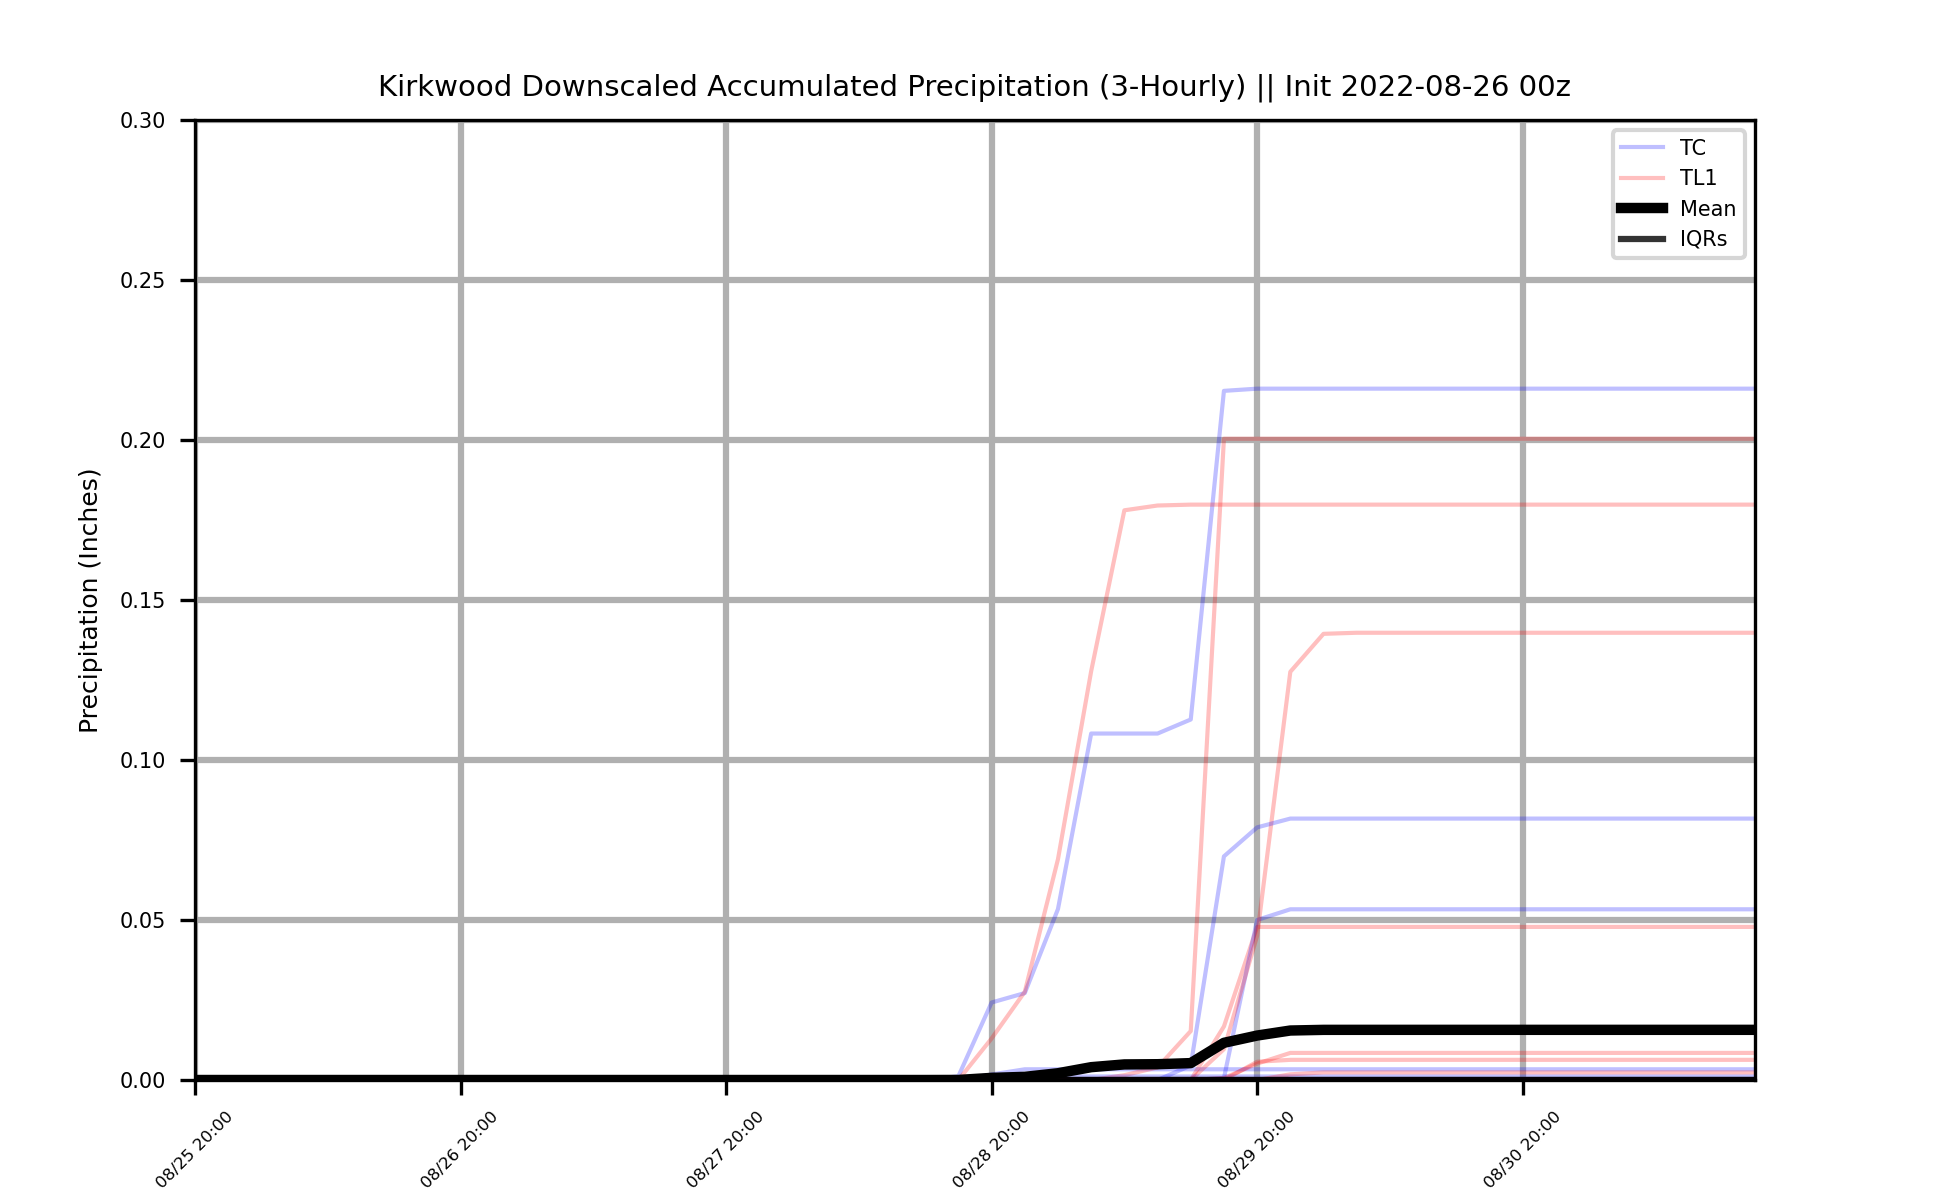 Kirkwood Downscaled Accumulated Precipitation (3-Hourly) || Init 2022-08-26 00z
TC
TL1
Mean
IQRs
Precipitation (Inches)
0.30
0.25
0.20
0.15
0.10
0.05
0.00
08/25 20:00
08/26 20:00
08/27 20:00
08/28 20:00
08/29 20:00
08/30 20:00